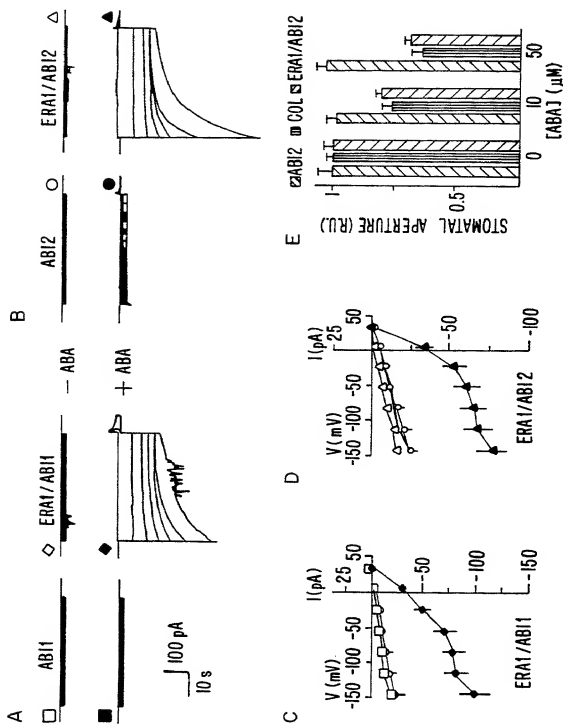 A
ABI1
ERA1/ABI1
100 pA
10 s
− ABA
+ ABA
B
ABI2
ERA1/ABI2
C
V(mV)
I(pA)
-150
-100
-50
50
25
-50
-100
-150
ERA1/ABI1
D
V(mV)
I(pA)
-150
-100
-50
50
25
-50
-100
ERA1/ABI2
E
ABI2
COL
ERA1/ABI2
STOMATAL APERTURE (R.U.)
1
0.5
0
10
50
[ABA] (μM)